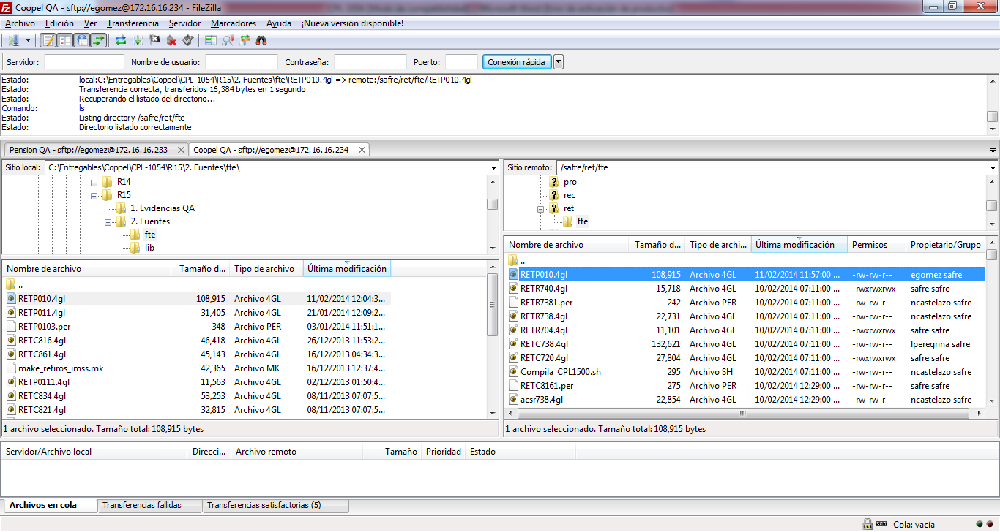 Coopel QA - sftp://egomez@172.16.16.234 - FileZilla
Archivo Edición Ver Transferencia Servidor Marcadores Ayuda ¡Nueva versión disponible!
Servidor: Nombre de usuario: Contraseña: Puerto: Conexión rápida
Estado: local:C:\Entregables\Coppel\CPL-1054\R15\2. Fuentes\fte\RETP010.4gl => remote:/safre/ret/fte/RETP010.4gl
Estado: Transferencia correcta, transferidos 16,384 bytes en 1 segundo
Estado: Recuperando el listado del directorio...
Comando: ls
Estado: Listing directory /safre/ret/fte
Estado: Directorio listado correctamente
Pension QA - sftp://egomez@172.16.16.233 Coopel QA - sftp://egomez@172.16.16.234
Sitio local: C:\Entregables\Coppel\CPL-1054\R15\2. Fuentes\fte\
R14
R15
1. Evidencias QA
2. Fuentes
fte
lib
Nombre de archivo Tamaño d... Tipo de archivo Última modificación
..
RETP010.4gl 108,915 Archivo 4GL 11/02/2014 12:04:3...
RETP011.4gl 31,405 Archivo 4GL 21/01/2014 12:09:2...
RETP0103.per 348 Archivo PER 03/01/2014 11:51:1...
RETC816.4gl 46,418 Archivo 4GL 26/12/2013 11:53:2...
RETC861.4gl 45,143 Archivo 4GL 16/12/2013 04:34:3...
make_retiros_imss.mk 42,365 Archivo MK 16/12/2013 12:37:4...
RETP0111.4gl 11,563 Archivo 4GL 02/12/2013 01:50:4...
RETC834.4gl 53,253 Archivo 4GL 08/11/2013 07:07:5...
RETC821.4gl 32,815 Archivo 4GL 08/11/2013 07:07:5...
1 archivo seleccionado. Tamaño total: 108,915 bytes
Sitio remoto: /safre/ret/fte
pro
rec
ret
fte
Nombre de archivo Tamaño d... Tipo de archi... Última modificación Permisos Propietario/Grupo
..
RETP010.4gl 108,915 Archivo 4GL 11/02/2014 11:57:00 ... -rw-rw-r-- egomez safre
RETR740.4gl 15,718 Archivo 4GL 10/02/2014 07:11:00 ... -rwxrwxrwx safre safre
RETR7381.per 242 Archivo PER 10/02/2014 07:11:00 ... -rw-rw-r-- ncastelazo safre
RETR738.4gl 22,731 Archivo 4GL 10/02/2014 07:11:00 ... -rw-rw-r-- ncastelazo safre
RETR704.4gl 11,101 Archivo 4GL 10/02/2014 07:11:00 ... -rw-rw-r-- safre safre
RETC738.4gl 132,621 Archivo 4GL 10/02/2014 07:11:00 ... -rw-rw-r-- lperegrina safre
RETC720.4gl 27,804 Archivo 4GL 10/02/2014 07:11:00 ... -rwxrwxrwx safre safre
Compila_CPL1500.sh 295 Archivo SH 10/02/2014 07:11:00 ... -rw-rw-r-- ncastelazo safre
RETC8161.per 275 Archivo PER 10/02/2014 12:29:00 ... -rw-rw-r-- safre safre
acsr738.4gl 22,854 Archivo 4GL 10/02/2014 12:29:00 ... -rw-rw-r-- ncastelazo safre
1 archivo seleccionado. Tamaño total: 108,915 bytes
Servidor/Archivo local Direcci... Archivo remoto Tamaño Prioridad Estado
Archivos en cola Transferencias fallidas Transferencias satisfactorias (5)
Cola: vacía